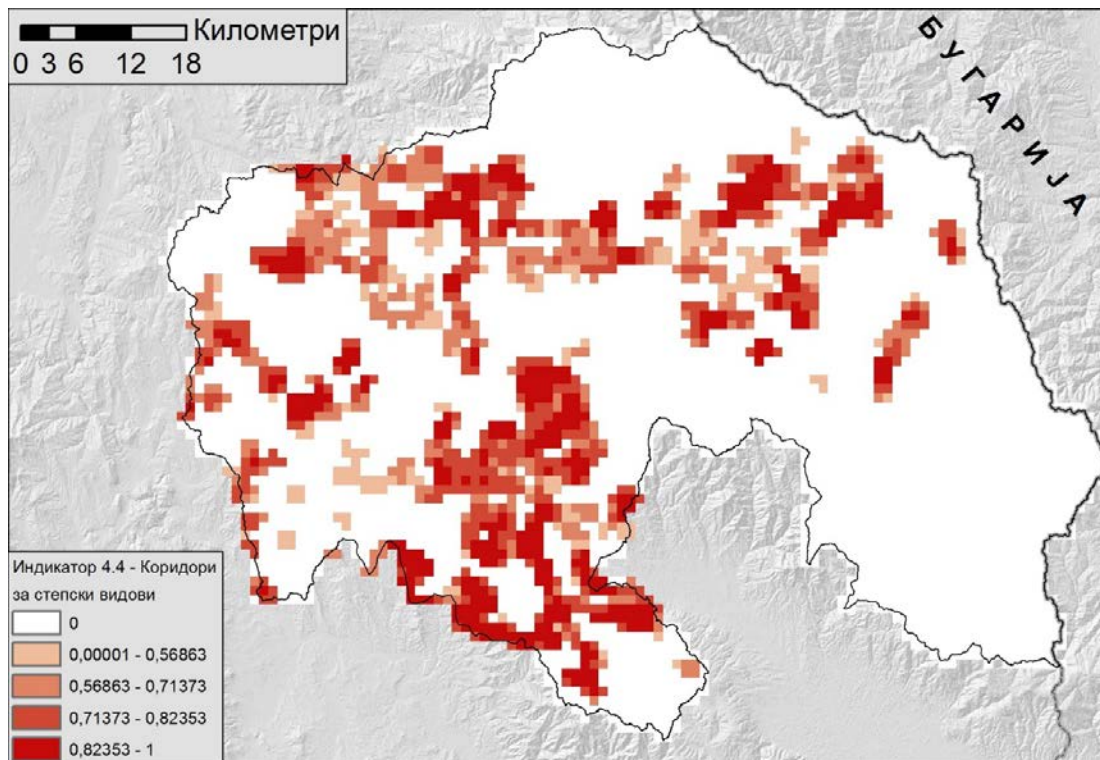 Километри
0 3 6 12 18
БУГАРИЈА
Индикатор 4.4 - Коридори
за степски видови
0
0,00001 - 0,56863
0,56863 - 0,71373
0,71373 - 0,82353
0,82353 - 1